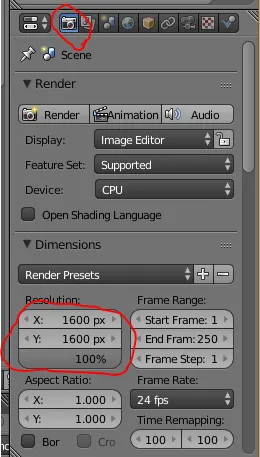 Scene
Render
Render Animation Audio
Display: Image Editor
Feature Set: Supported
Device: CPU
Open Shading Language
Dimensions
Render Presets
Resolution: Frame Range:
X: 1600 px Start Frame: 1
Y: 1600 px End Fram: 250
100% Frame Step: 1
Aspect Ratio: Frame Rate:
X: 1.000 24 fps
Y: 1.000 Time Remapping:
Bor Cro 100 100